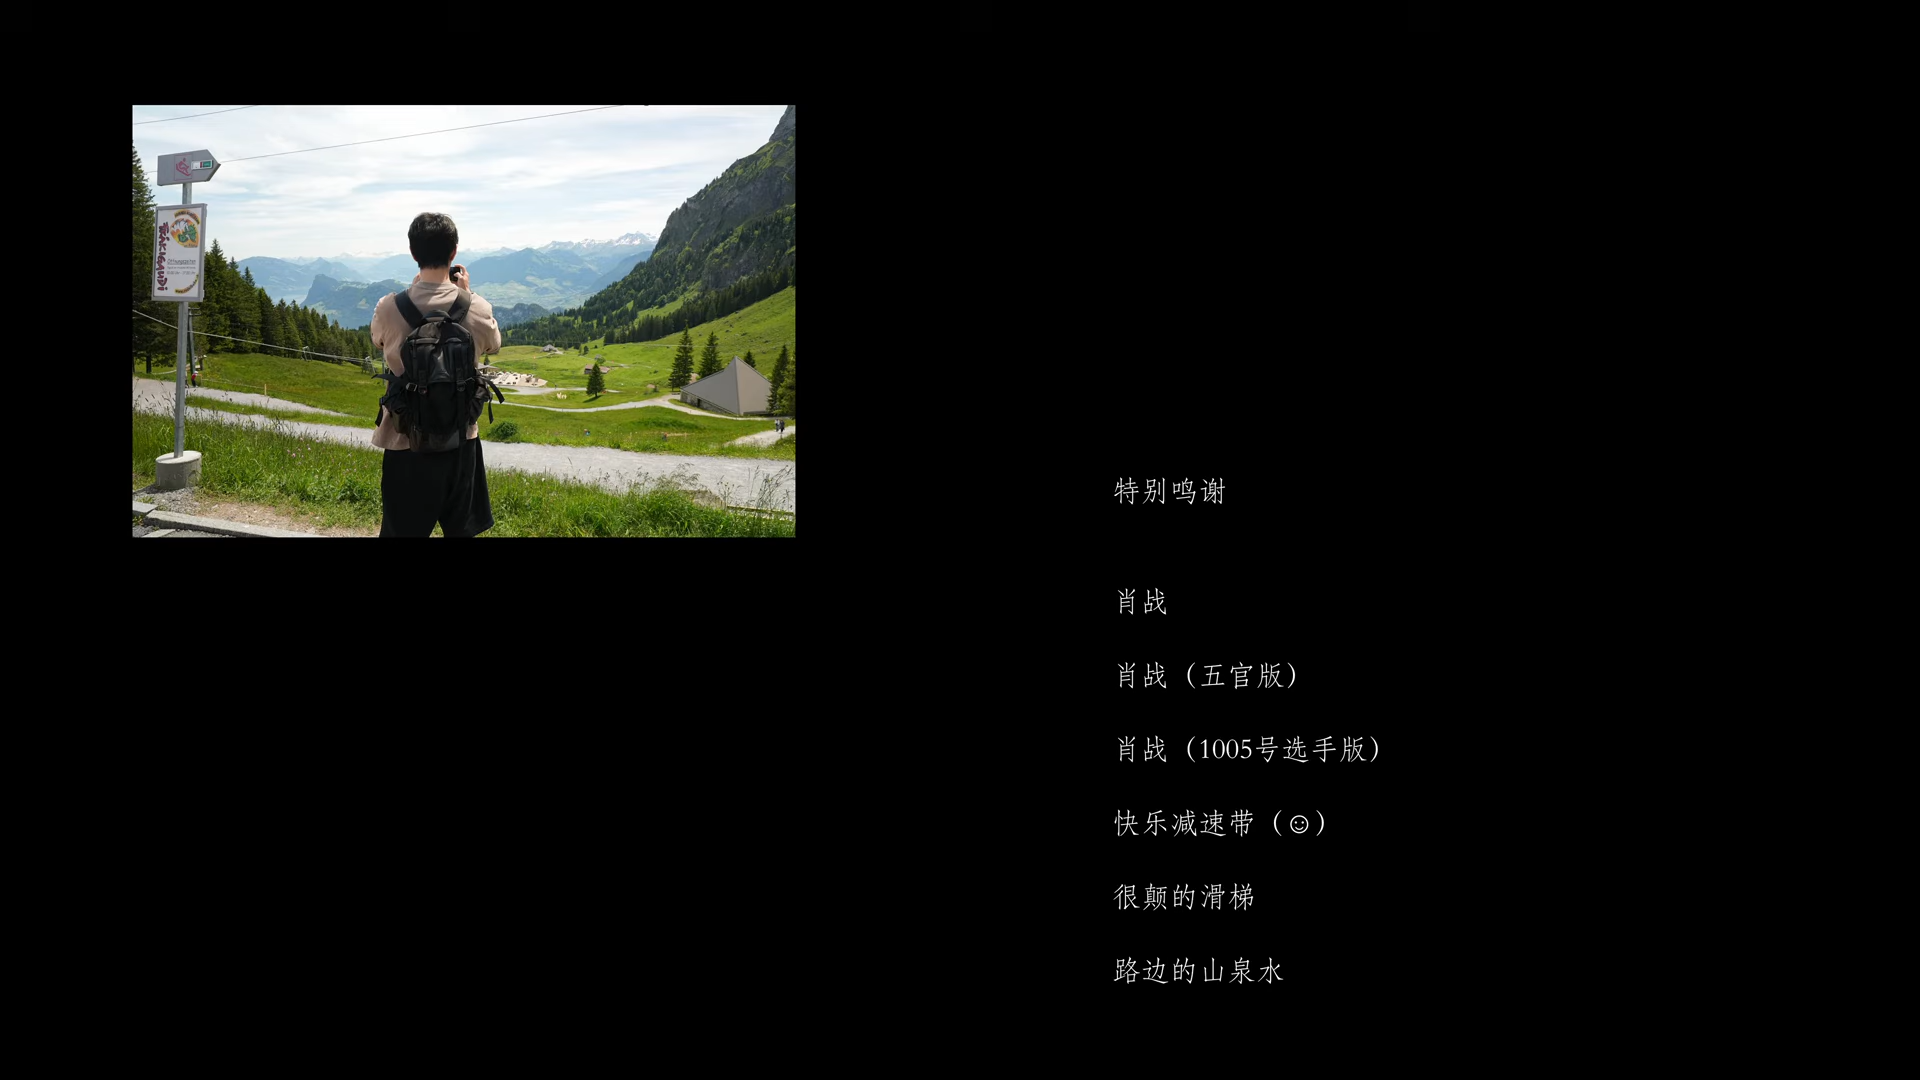 特别鸣谢
肖战
肖战（五官版）
肖战（1005号选手版）
快乐减速带（☺）
很颠的滑梯
路边的山泉水